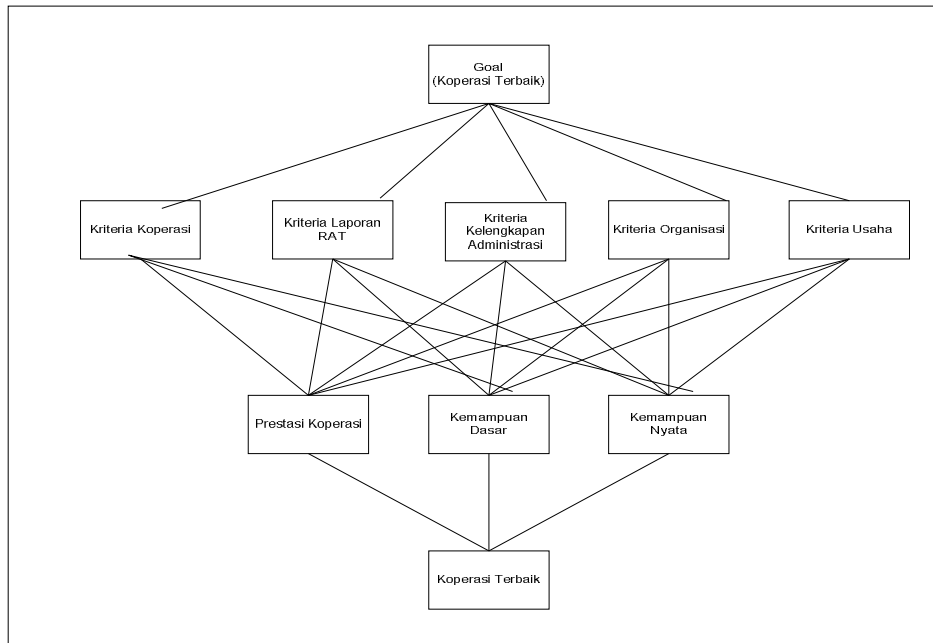 Goal
(Koperasi Terbaik)
Kriteria Koperasi
Kriteria Laporan
RAT
Kriteria
Kelengkapan
Administrasi
Kriteria Organisasi
Kriteria Usaha
Prestasi Koperasi
Kemampuan
Dasar
Kemampuan
Nyata
Koperasi Terbaik